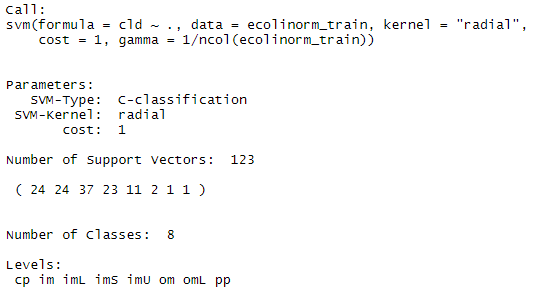 Call:
svm(formula = cld ~ ., data = ecolinorm_train, kernel = "radial",
    cost = 1, gamma = 1/ncol(ecolinorm_train))
Parameters:
   SVM-Type:  C-classification
 SVM-Kernel:  radial
       cost:  1
Number of Support Vectors:  123
 ( 24 24 37 23 11 2 1 1 )
Number of Classes:  8
Levels:
 cp im imL imS imU om omL pp